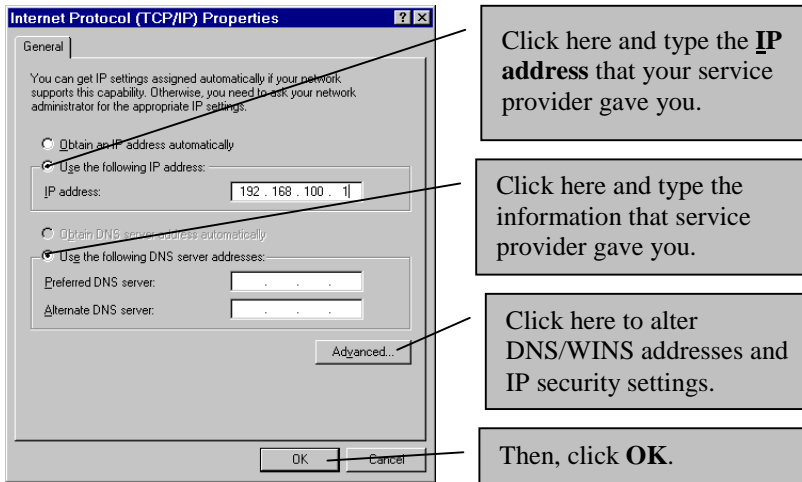 Internet Protocol (TCP/IP) Properties
General
You can get IP settings assigned automatically if your network
supports this capability. Otherwise, you need to ask your network
administrator for the appropriate IP settings.
Obtain an IP address automatically
Use the following IP address:
IP address:
192 . 168 . 100 . 1
Obtain DNS server address automatically
Use the following DNS server addresses:
Preferred DNS server:
. . .
Alternate DNS server:
. . .
Advanced...
OK
Cancel
Click here and type the IP
address that your service
provider gave you.
Click here and type the
information that service
provider gave you.
Click here to alter
DNS/WINS addresses and
IP security settings.
Then, click OK.